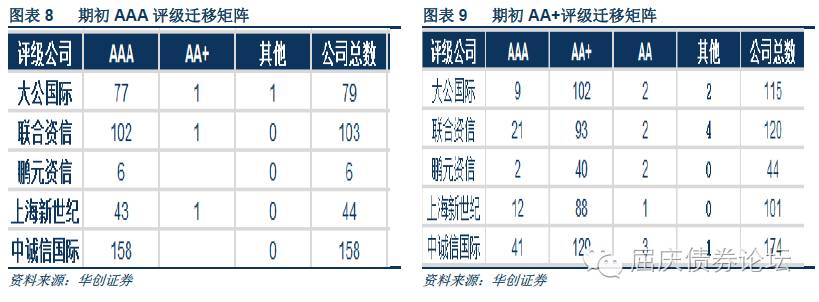 图表 8 期初 AAA 评级迁移矩阵
评级公司 AAA AA+ 其他 公司总数
大公国际 77 1 1 79
联合资信 102 1 0 103
鹏元资信 6 0 6
上海新世纪 43 1 0 44
中诚信国际 158 0 158
资料来源：华创证券
图表 9 期初 AA+评级迁移矩阵
评级公司 AAA AA+ AA 其他 公司总数
大公国际 9 102 2 2 115
联合资信 21 93 2 4 120
鹏元资信 2 40 2 0 44
上海新世纪 12 88 1 0 101
中诚信国际 41 129 3 1 174
资料来源：华创证券
屈庆债券论坛